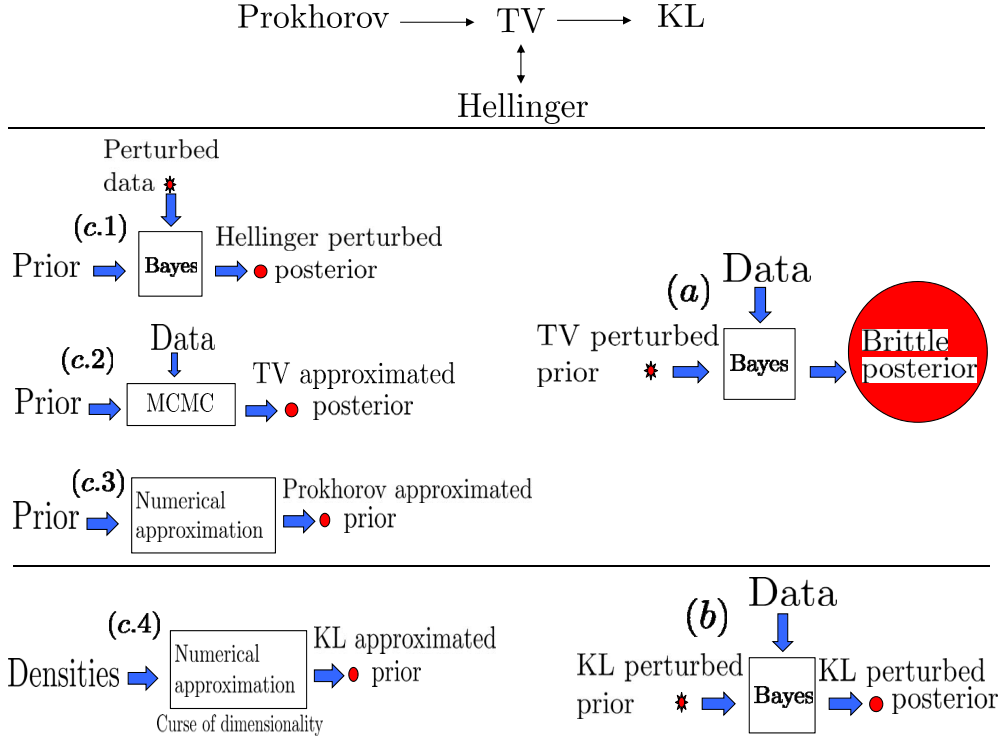 Prokhorov TV KL
Hellinger
Perturbed
data
(c.1)
Prior
Bayes
Hellinger perturbed
posterior
(c.2)
Data
Prior
MCMC
TV approximated
posterior
(c.3)
Prior
Numerical
approximation
Prokhorov approximated
prior
(a)
Data
TV perturbed
prior
Bayes
Brittle
posterior
(c.4)
Densities
Numerical
approximation
Curse of dimensionality
KL approximated
prior
(b)
Data
KL perturbed
prior
Bayes
KL perturbed
posterior